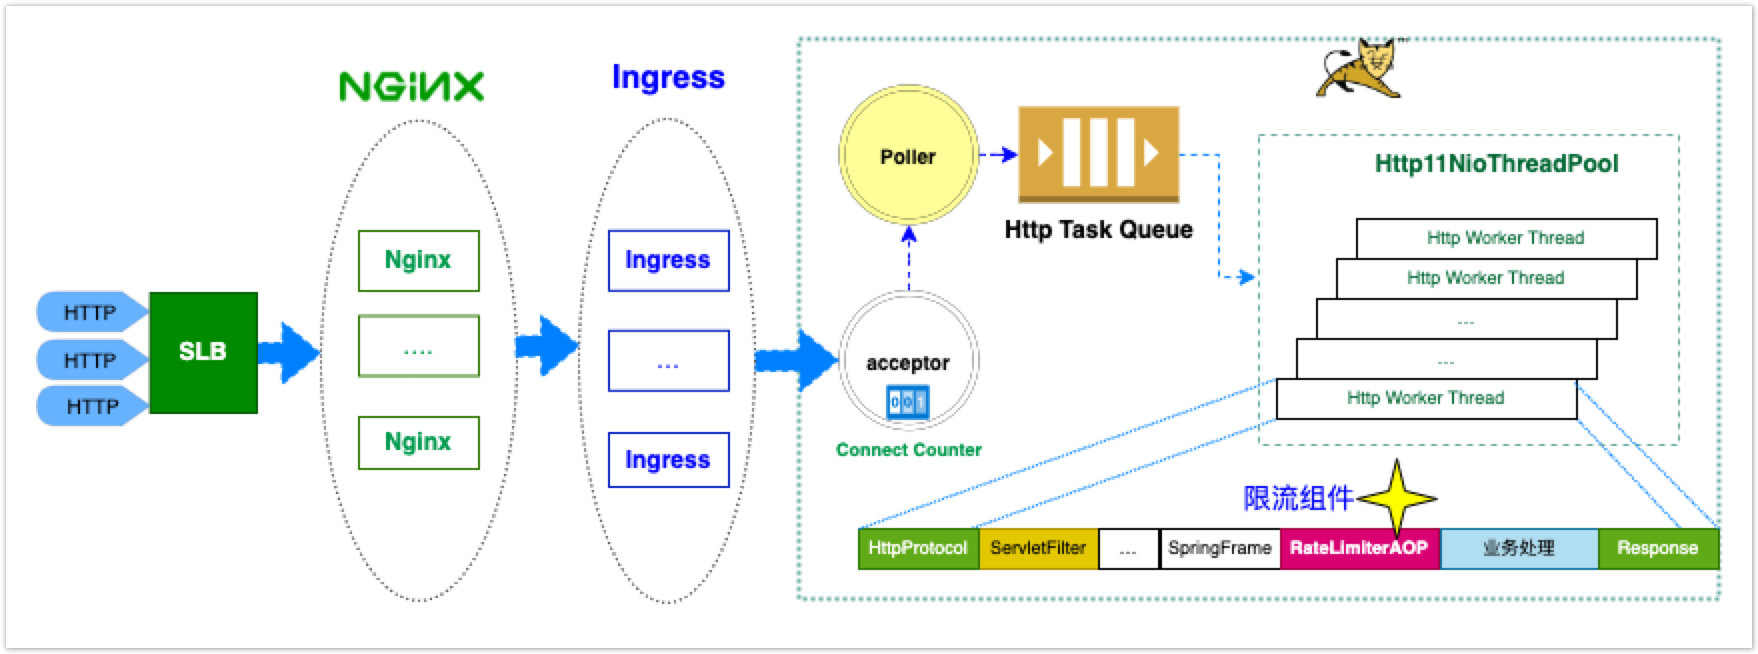 HTTP
HTTP
HTTP
SLB
NGiNX
Nginx
....
Nginx
Ingress
Ingress
...
Ingress
Poller
acceptor
001
Connect Counter
Http Task Queue
Http11NioThreadPool
Http Worker Thread
Http Worker Thread
...
...
Http Worker Thread
限流组件
HttpProtocol
ServletFilter
...
SpringFrame
RateLimiterAOP
业务处理
Response